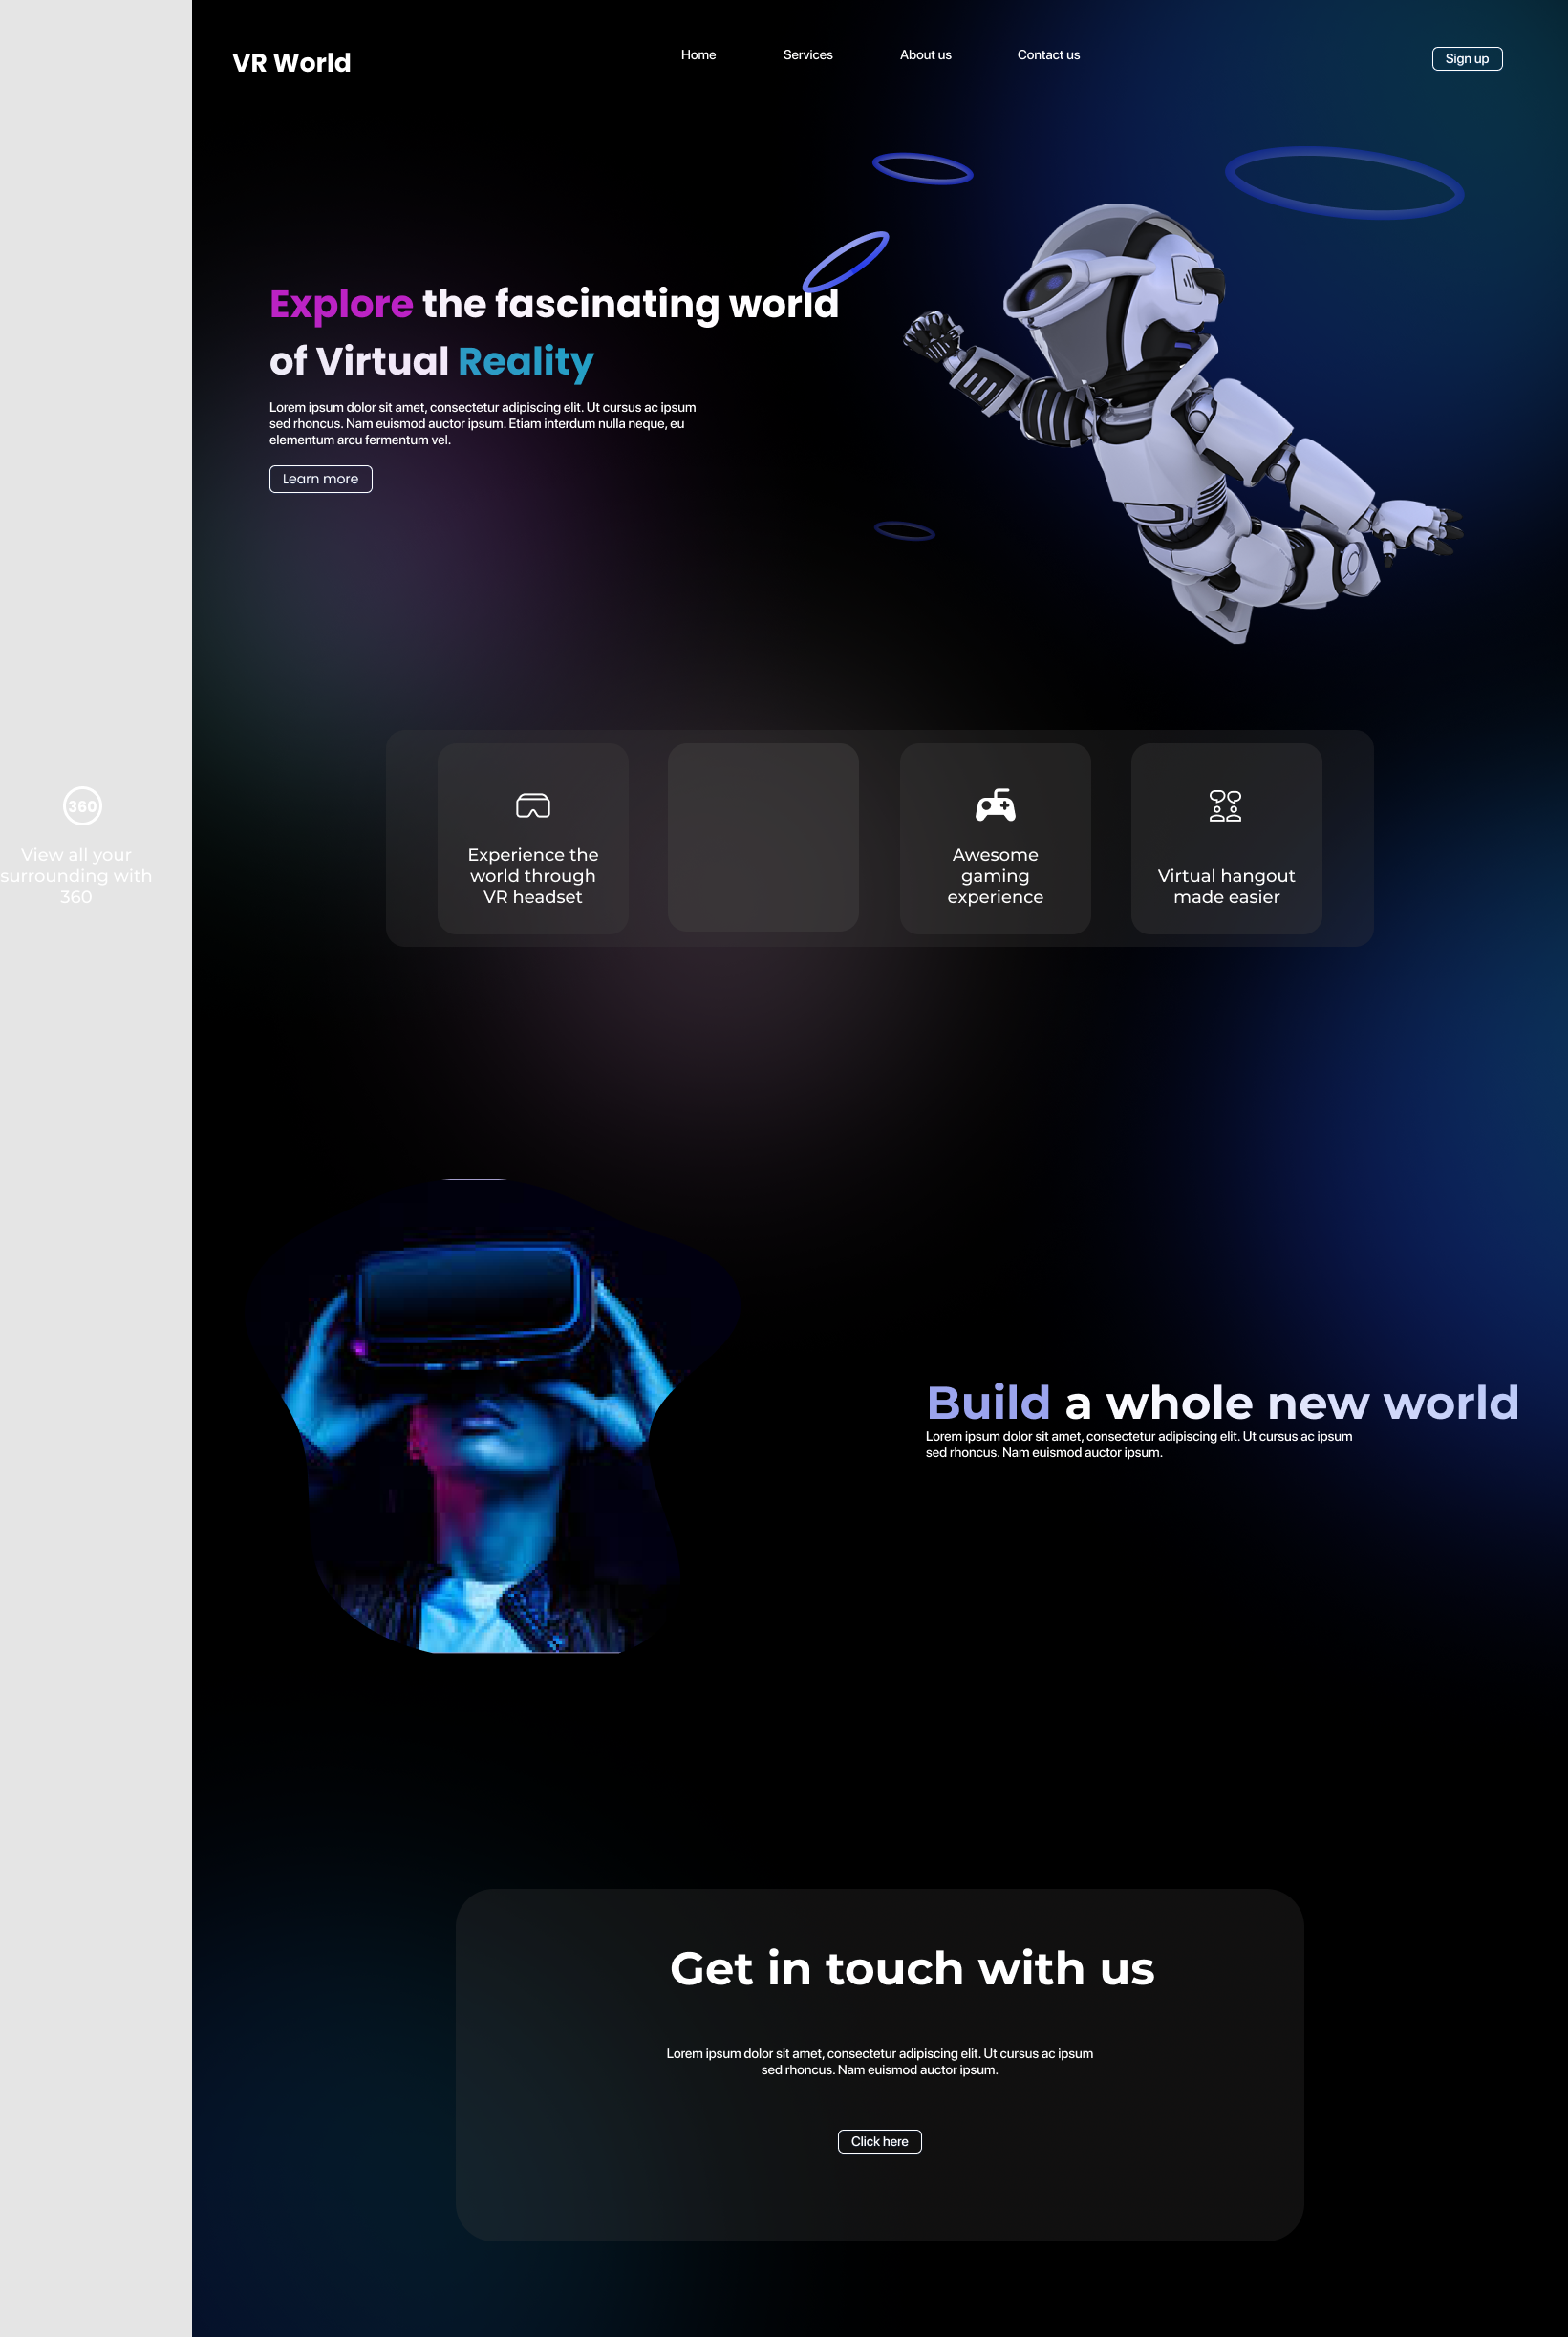 VR World
Home
Services
About us
Contact us
Sign up
Explore the fascinating world
of Virtual Reality
Lorem ipsum dolor sit amet, consectetur adipiscing elit. Ut cursus ac ipsum
sed rhoncus. Nam euismod auctor ipsum. Etiam interdum nulla neque, eu
elementum arcu fermentum vel.
Learn more
360
View all your
surrounding with
360
Experience the
world through
VR headset
Awesome
gaming
experience
Virtual hangout
made easier
Build a whole new world
Lorem ipsum dolor sit amet, consectetur adipiscing elit. Ut cursus ac ipsum
sed rhoncus. Nam euismod auctor ipsum.
Get in touch with us
Lorem ipsum dolor sit amet, consectetur adipiscing elit. Ut cursus ac ipsum
sed rhoncus. Nam euismod auctor ipsum.
Click here